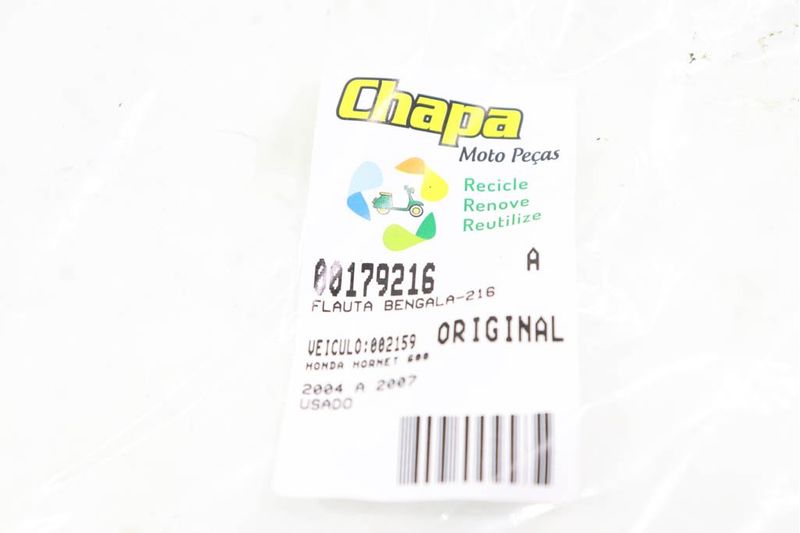 Chapa
Moto Peças
Recicle
Renove
Reutilize
00179216 A
FLAUTA BENGALA-216
VEICULO:002159 ORIGINAL
HONDA HORNET 600
2004 A 2007
USADO